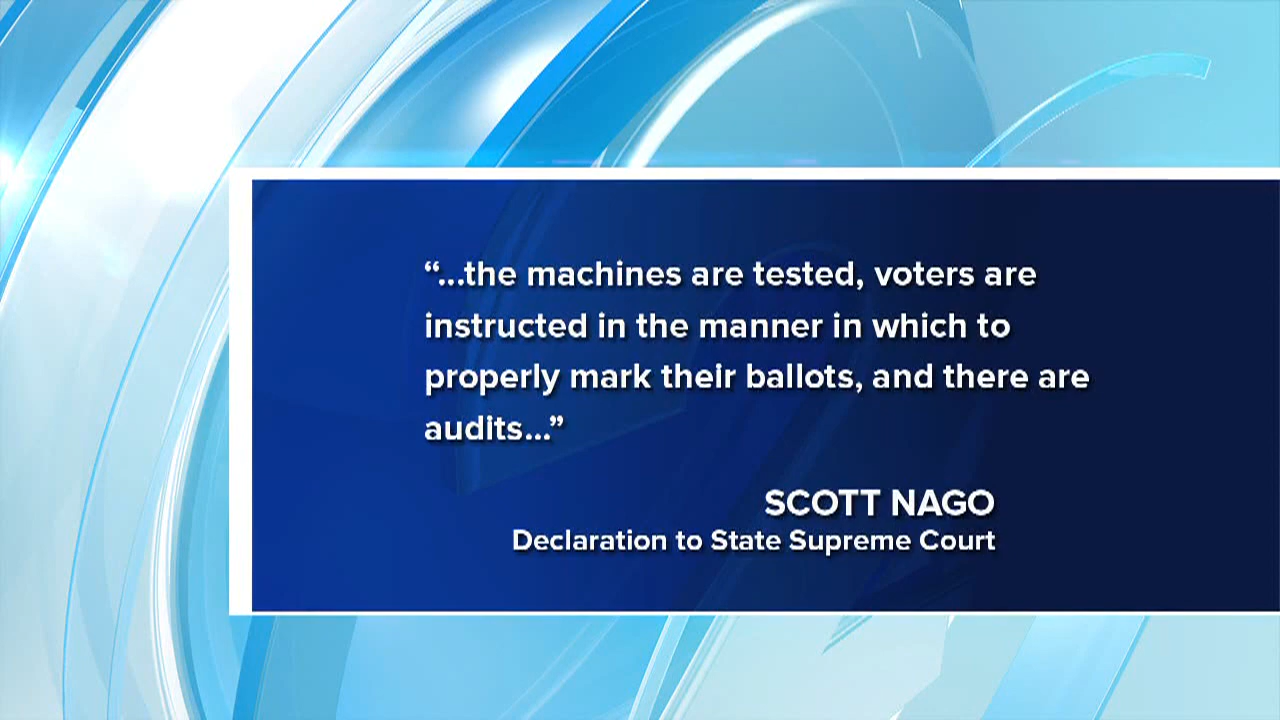 “...the machines are tested, voters are
instructed in the manner in which to
properly mark their ballots, and there are
audits...”
SCOTT NAGO
Declaration to State Supreme Court